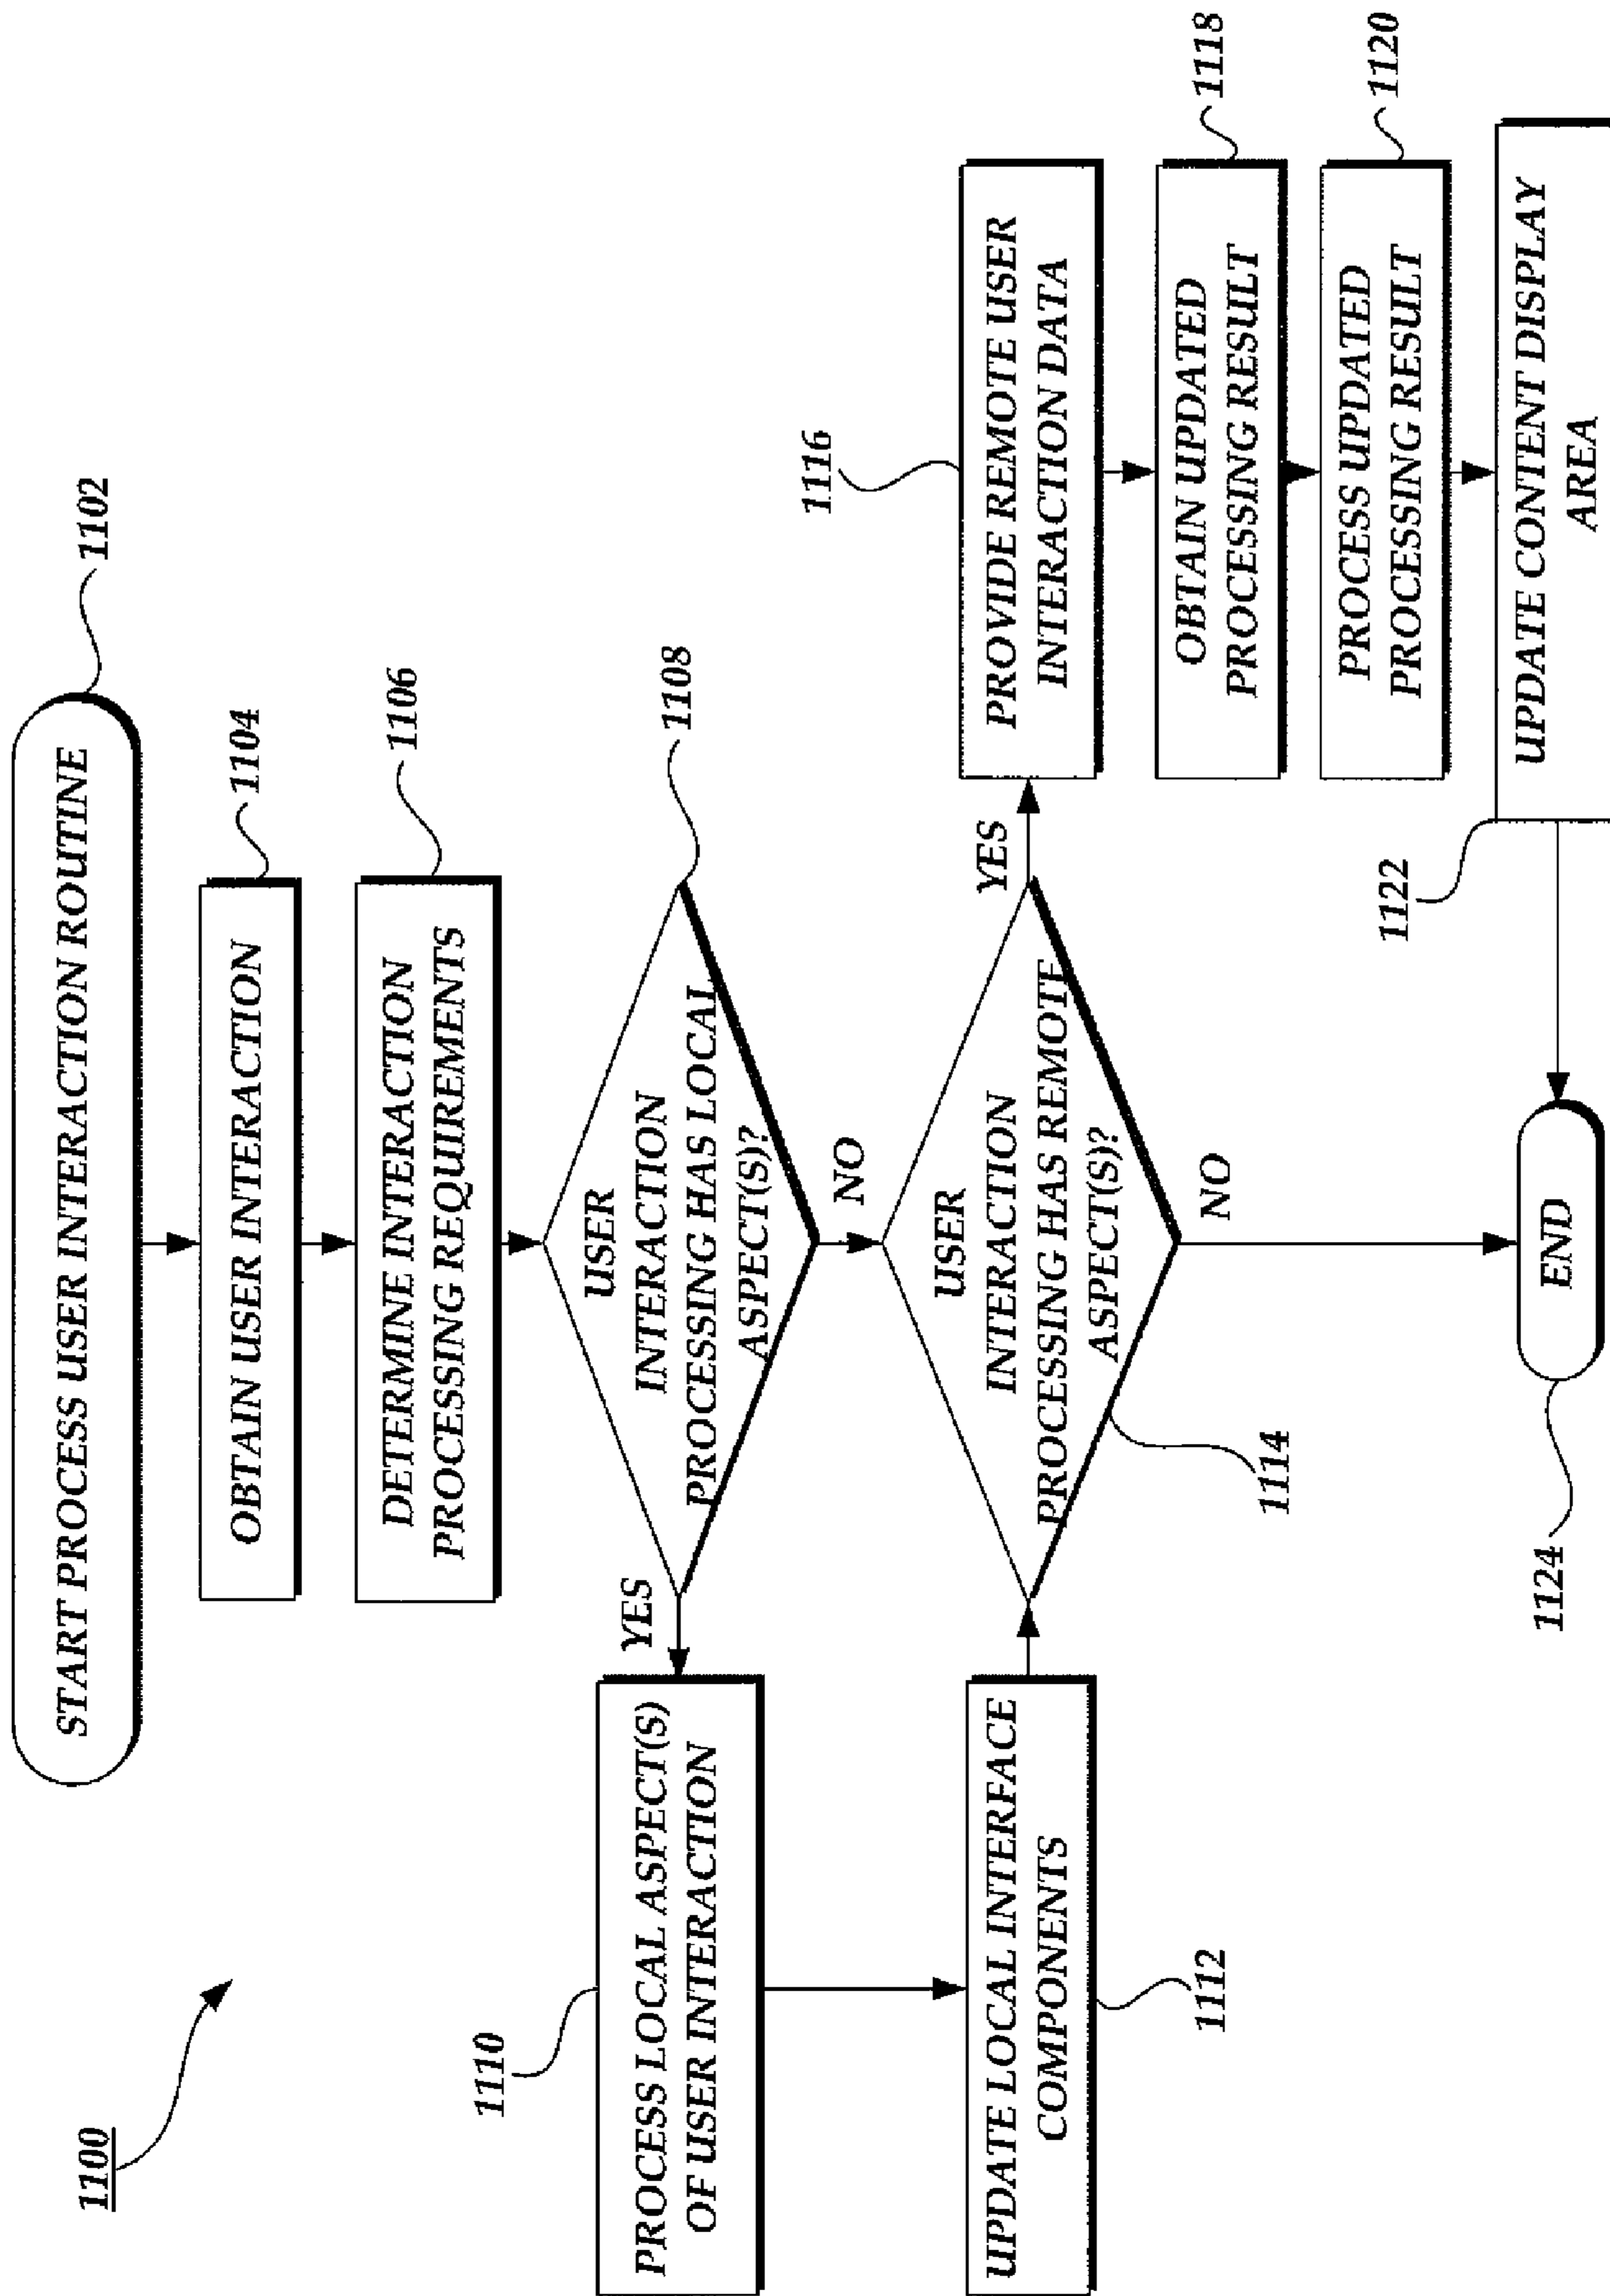 1100
START PROCESS USER INTERACTION ROUTINE
1102
OBTAIN USER INTERACTION
1104
DETERMINE INTERACTION
PROCESSING REQUIREMENTS
1106
USER
INTERACTION
PROCESSING HAS LOCAL
ASPECT(S)?
1108
YES
NO
1110
PROCESS LOCAL ASPECT(S)
OF USER INTERACTION
UPDATE LOCAL INTERFACE
COMPONENTS
1112
USER
INTERACTION
PROCESSING HAS REMOTE
ASPECT(S)?
1114
YES
NO
1116
PROVIDE REMOTE USER
INTERACTION DATA
OBTAIN UPDATED
PROCESSING RESULT
1118
PROCESS UPDATED
PROCESSING RESULT
1120
UPDATE CONTENT DISPLAY
AREA
1122
END
1124